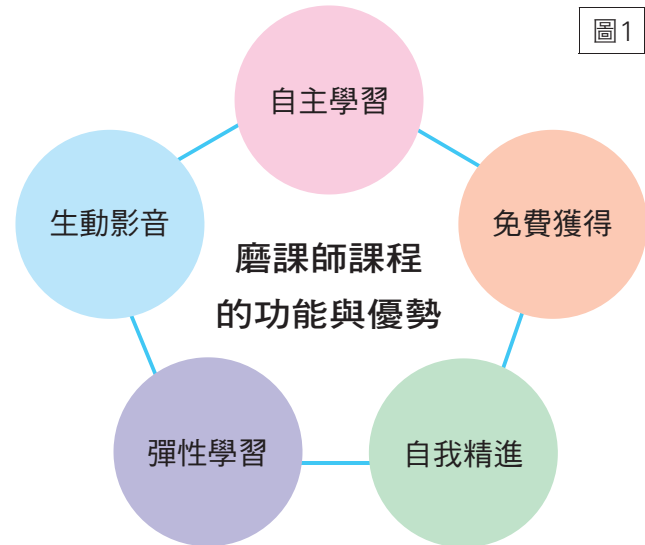 圖1
自主學習
生動影音
免費獲得
磨課師課程
的功能與優勢
彈性學習
自我精進